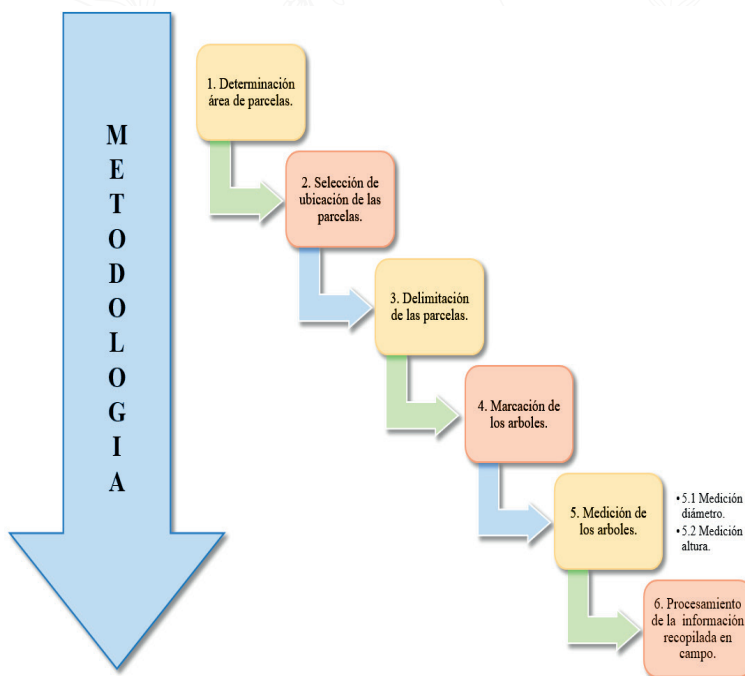 METODOLOGIA
1. Determinación
área de parcelas.
2. Selección de
ubicación de las
parcelas.
3. Delimitación
de las parcelas.
4. Marcación de
los arboles.
5. Medición de
los arboles.
• 5.1 Medición
diámetro.
• 5.2 Medición
altura.
6. Procesamiento
de la información
recopilada en
campo.